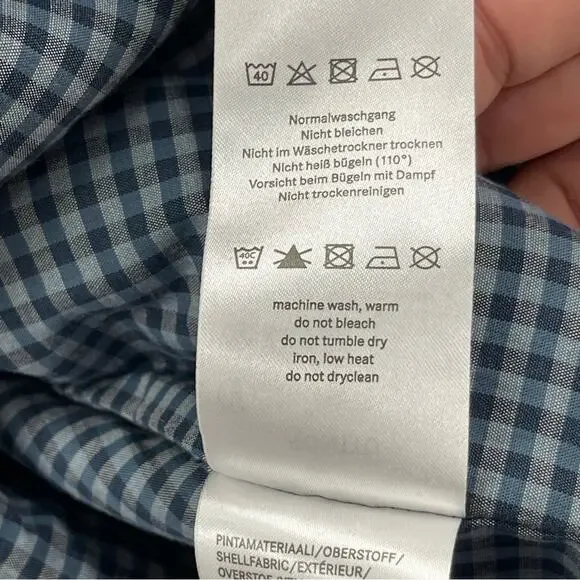 40
Normalwaschgang
Nicht bleichen
Nicht im Wäschetrockner trocknen
Nicht heiß bügeln (110°)
Vorsicht beim Bügeln mit Dampf
Nicht trockenreinigen
40C
machine wash, warm
do not bleach
do not tumble dry
iron, low heat
do not dryclean
PINTAMATERIAALI/OBERSTOFF/
SHELLFABRIC/EXTÉRIEUR/